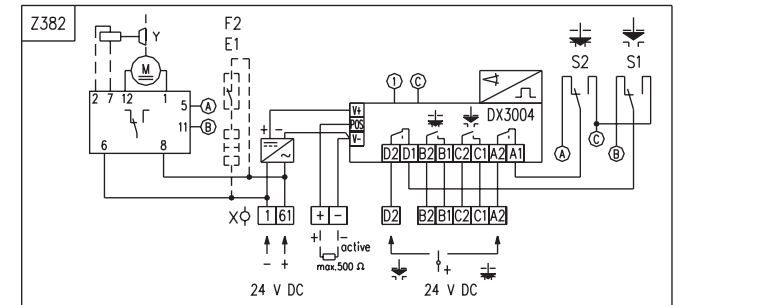 Z382
F2
E1
Y
M
2 7 12 1
5 A
11 B
6 8
+ -
~
V+
POS
V-
1 C
DX3004
D2 D1 B2 B1 C2 C1 A2 A1
S2 S1
A C B
X 1 61
+ -
D2 B2 B1 C2 C1 A2
- +
+ -
active
max.500 Ω
+
24 V DC
24 V DC